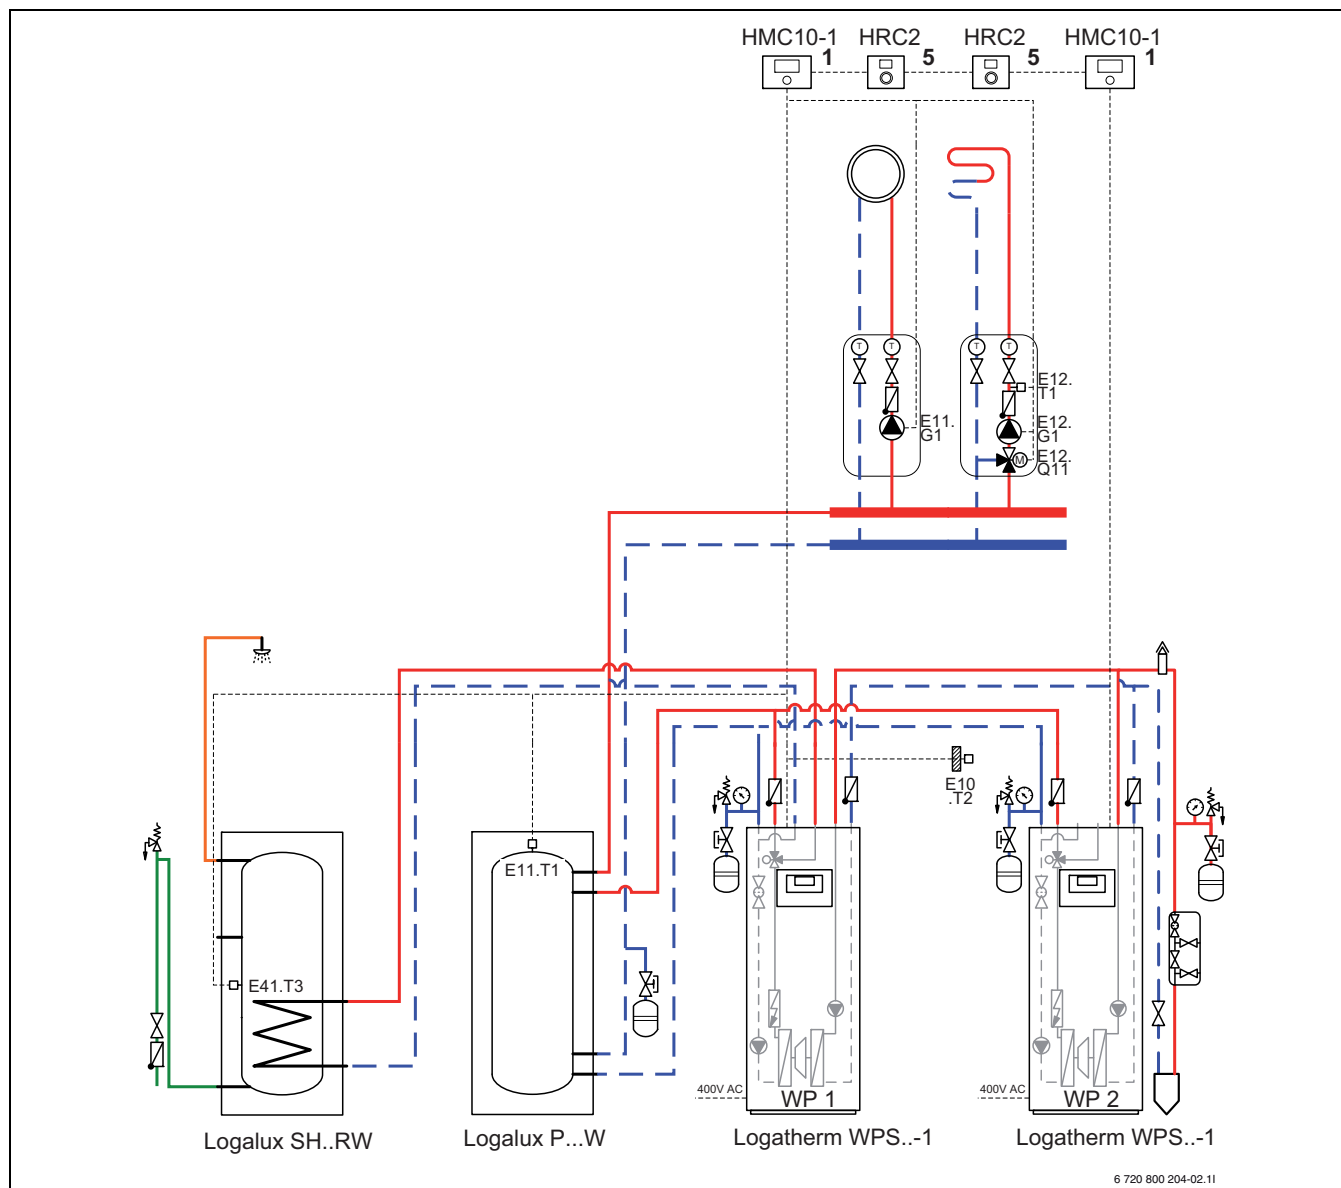 HMC10-1 HRC2 HRC2 HMC10-1
1 5 5 1
T T T T
E12.
T1
E11.
G1
E12.
G1
M
E12.
Q11
E10
.T2
E11.T1
E41.T3
400V AC
WP 1
400V AC
WP 2
Logalux SH..RW
Logalux P...W
Logatherm WPS..-1
Logatherm WPS..-1
6 720 800 204-02.1I